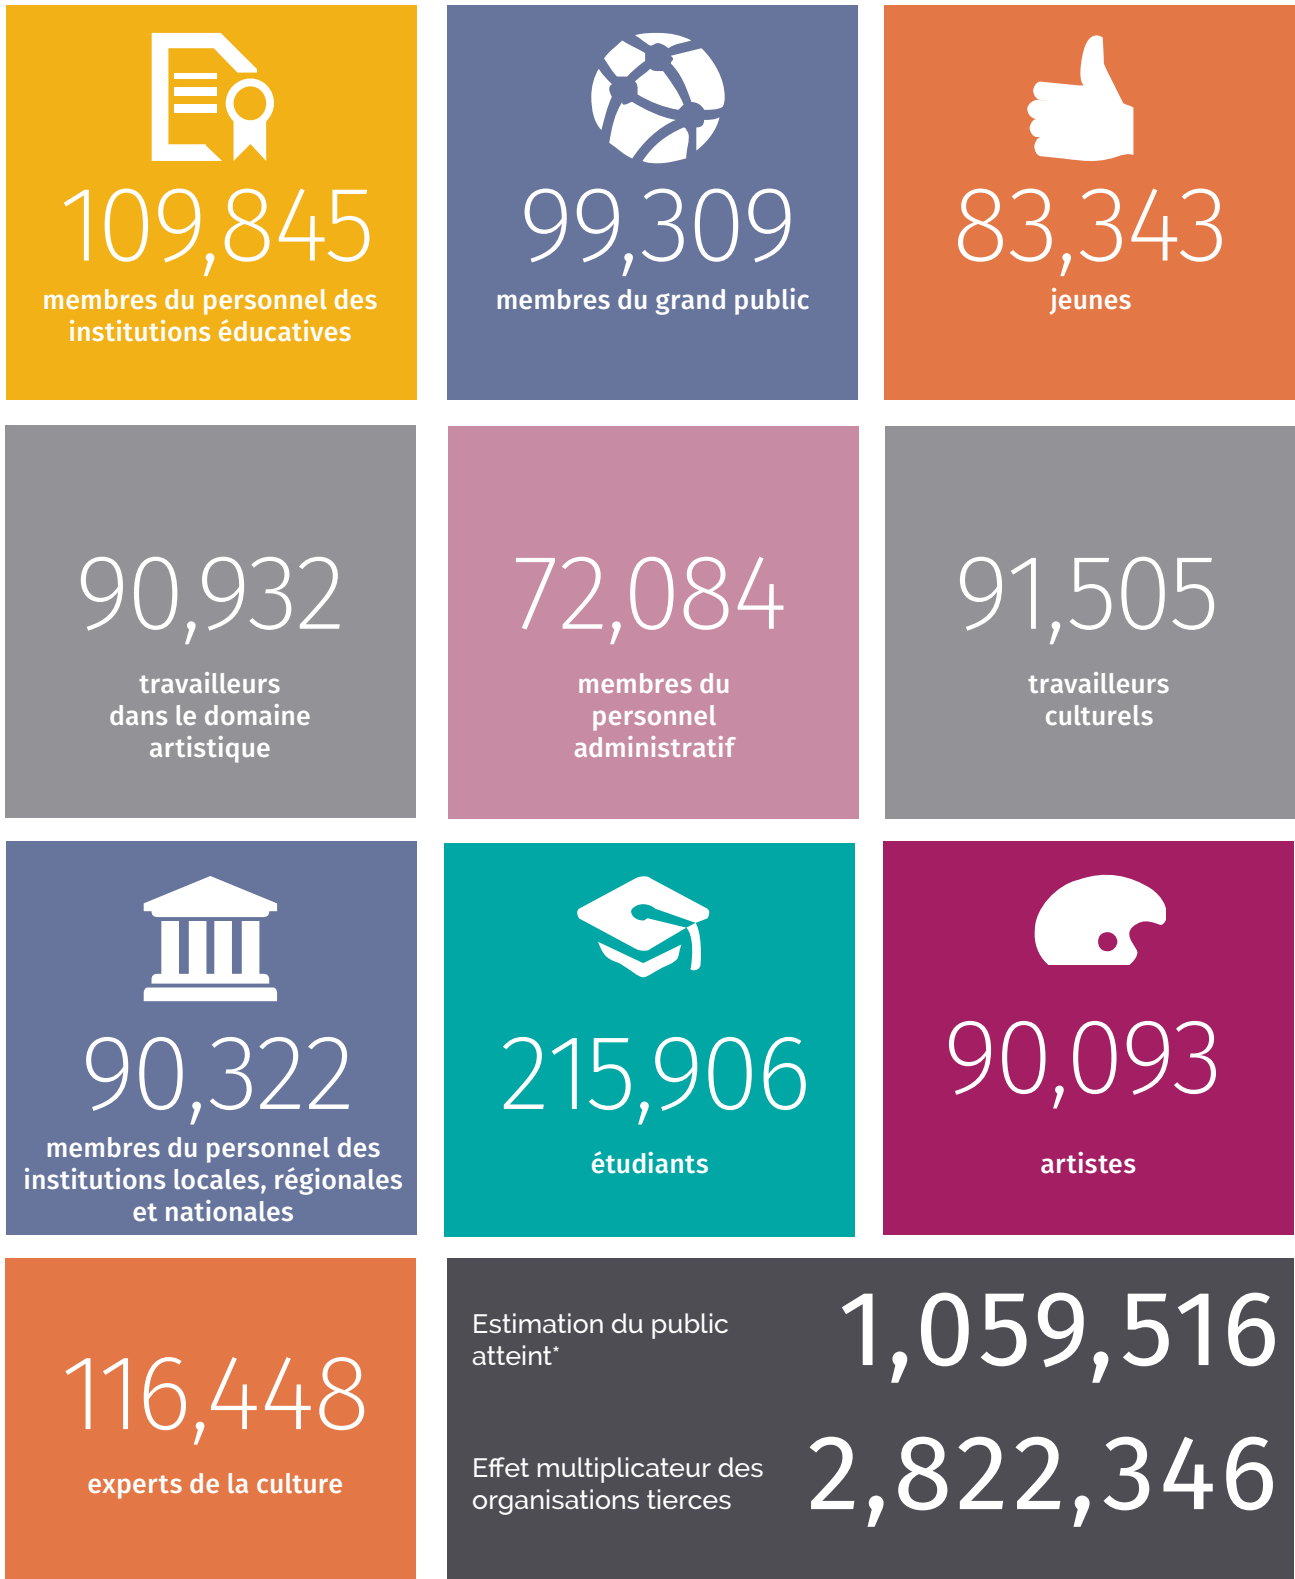 109,845
membres du personnel des
institutions éducatives
99,309
membres du grand public
83,343
jeunes
90,932
travailleurs
dans le domaine
artistique
72,084
membres du
personnel
administratif
91,505
travailleurs
culturels
90,322
membres du personnel des
institutions locales, régionales
et nationales
215,906
étudiants
90,093
artistes
116,448
experts de la culture
Estimation du public
atteint*
1,059,516
Effet multiplicateur des
organisations tierces
2,822,346